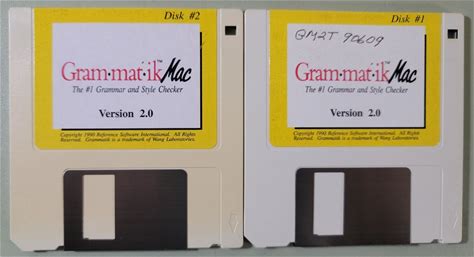 Disk #2
Gram·mat·ik™ Mac
The #1 Grammar and Style Checker
Version 2.0
Copyright 1990 Reference Software International. All Rights
Reserved. Grammatik is a trademark of Wang Laboratories.
Disk #1
GM2T 90609
Gram·mat·ik™ Mac
The #1 Grammar and Style Checker
Version 2.0
Copyright 1990 Reference Software International. All Rights
Reserved. Grammatik is a trademark of Wang Laboratories.